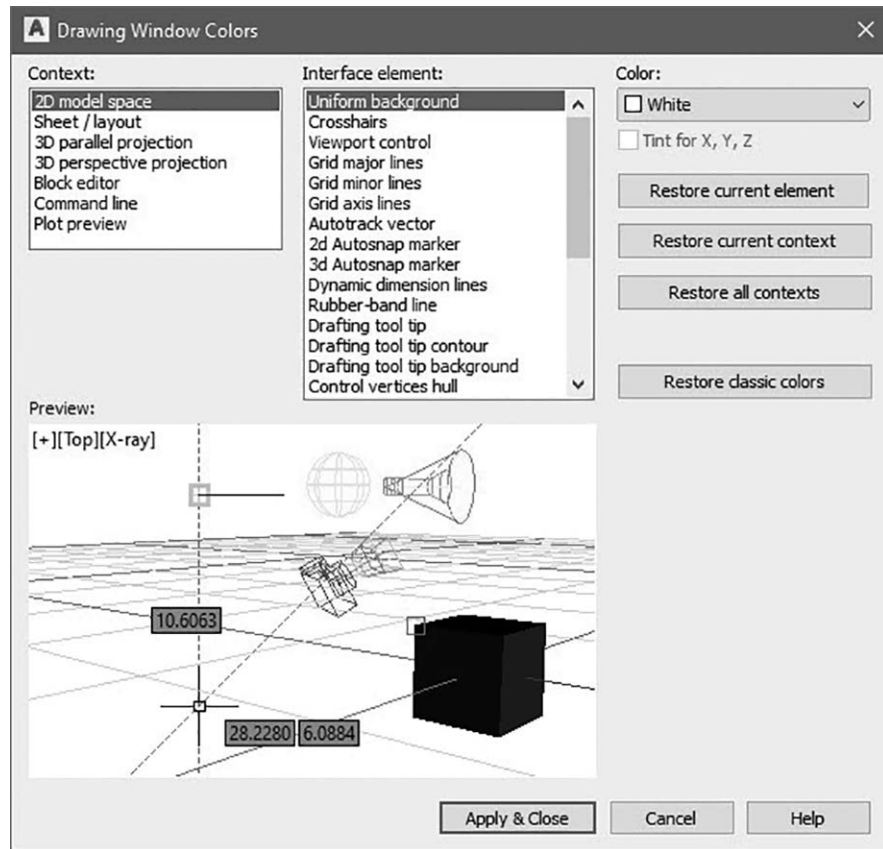 A Drawing Window Colors
Context:
2D model space
Sheet / layout
3D parallel projection
3D perspective projection
Block editor
Command line
Plot preview
Interface element:
Uniform background
Crosshairs
Viewport control
Grid major lines
Grid minor lines
Grid axis lines
Autotrack vector
2d Autosnap marker
3d Autosnap marker
Dynamic dimension lines
Rubber-band line
Drafting tool tip
Drafting tool tip contour
Drafting tool tip background
Control vertices hull
Color:
White
Tint for X, Y, Z
Restore current element
Restore current context
Restore all contexts
Restore classic colors
Preview:
[+][Top][X-ray]
10.6063
28.2280 6.0884
Apply & Close Cancel Help